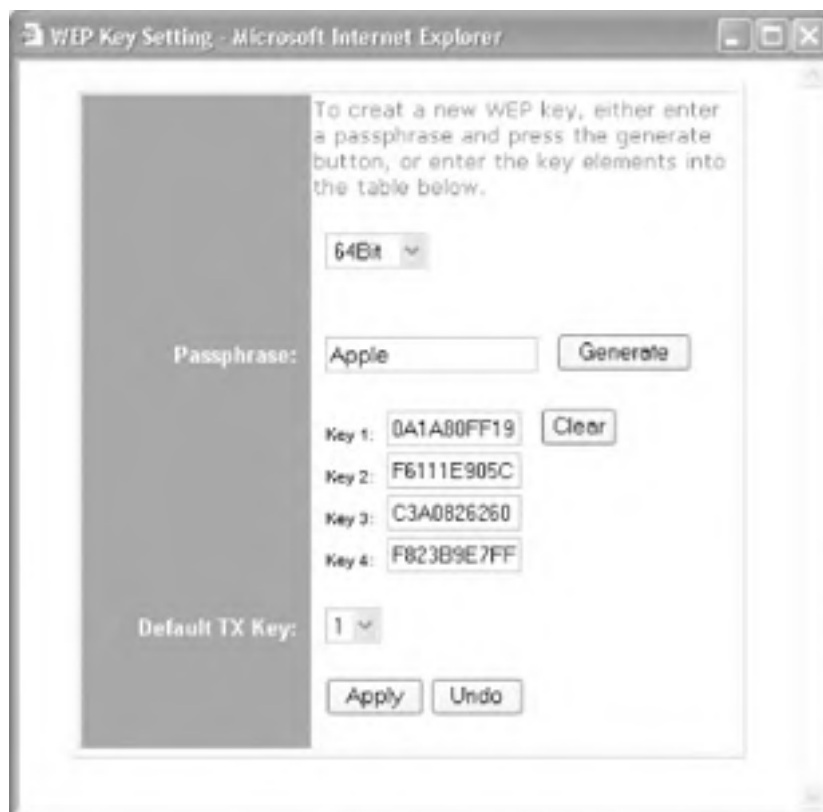 WEP Key Setting - Microsoft Internet Explorer
To creat a new WEP key, either enter
a passphrase and press the generate
button, or enter the key elements into
the table below.
64Bit
Passphrase: Apple Generate
Key 1: 0A1A80FF19 Clear
Key 2: F6111E905C
Key 3: C3A0826260
Key 4: F823B9E7FF
Default TX Key: 1
Apply Undo